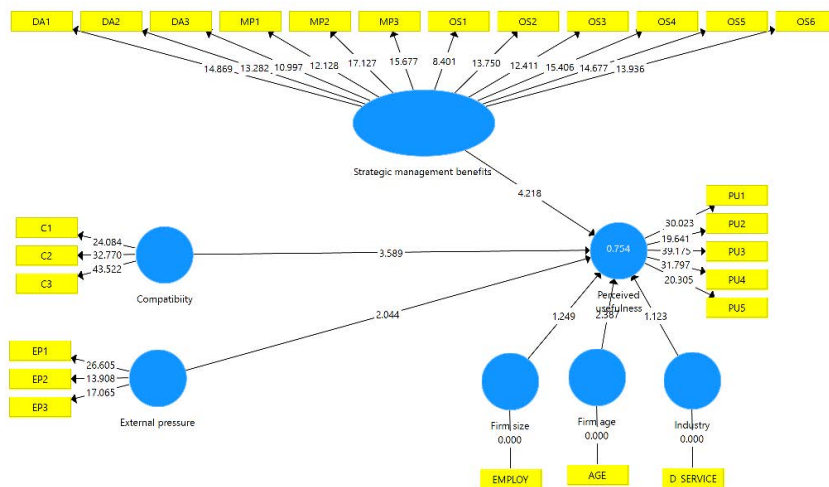 DA1 DA2 DA3 MP1 MP2 MP3 OS1 OS2 OS3 OS4 OS5 OS6
14.869 13.282 10.997 12.128 17.127 15.677 8.401 13.750 12.411 15.406 14.677 13.936
Strategic management benefits
4.218
C1
C2
C3
24.084
32.770
43.522
Compatibiity
3.589
EP1
EP2
EP3
26.605
13.908
17.065
External pressure
2.044
0.754
Perceived
usefulness
PU1
PU2
PU3
PU4
PU5
30.023
19.641
39.175
31.797
20.305
1.249 2.387 1.123
Firm size Firm age Industry
0.000 0.000 0.000
EMPLOY AGE D_SERVICE